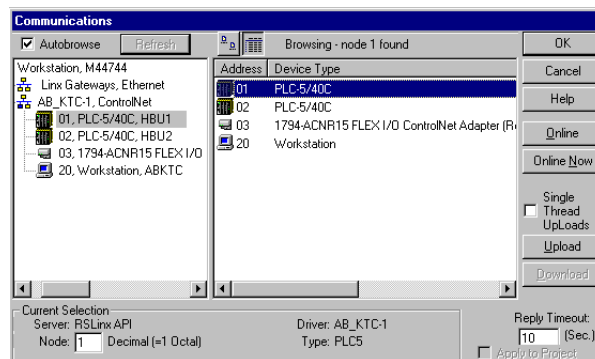 Communications
Autobrowse
Refresh
Browsing - node 1 found
OK
Cancel
Help
Online
Online Now
Single
Thread
UpLoads
Upload
Download
Workstation, M44744
Linx Gateways, Ethernet
AB_KTC-1, ControlNet
01, PLC-5/40C, HBU1
02, PLC-5/40C, HBU2
03, 1794-ACNR15 FLEX I/O
20, Workstation, ABKTC
Address Device Type
01 PLC-5/40C
02 PLC-5/40C
03 1794-ACNR15 FLEX I/O ControlNet Adapter (Re
20 Workstation
Current Selection
Server: RSLinx API Driver: AB_KTC-1
Node: 1 Decimal (=1 Octal) Type: PLC5
Reply Timeout:
10 (Sec.)
Apply to Project